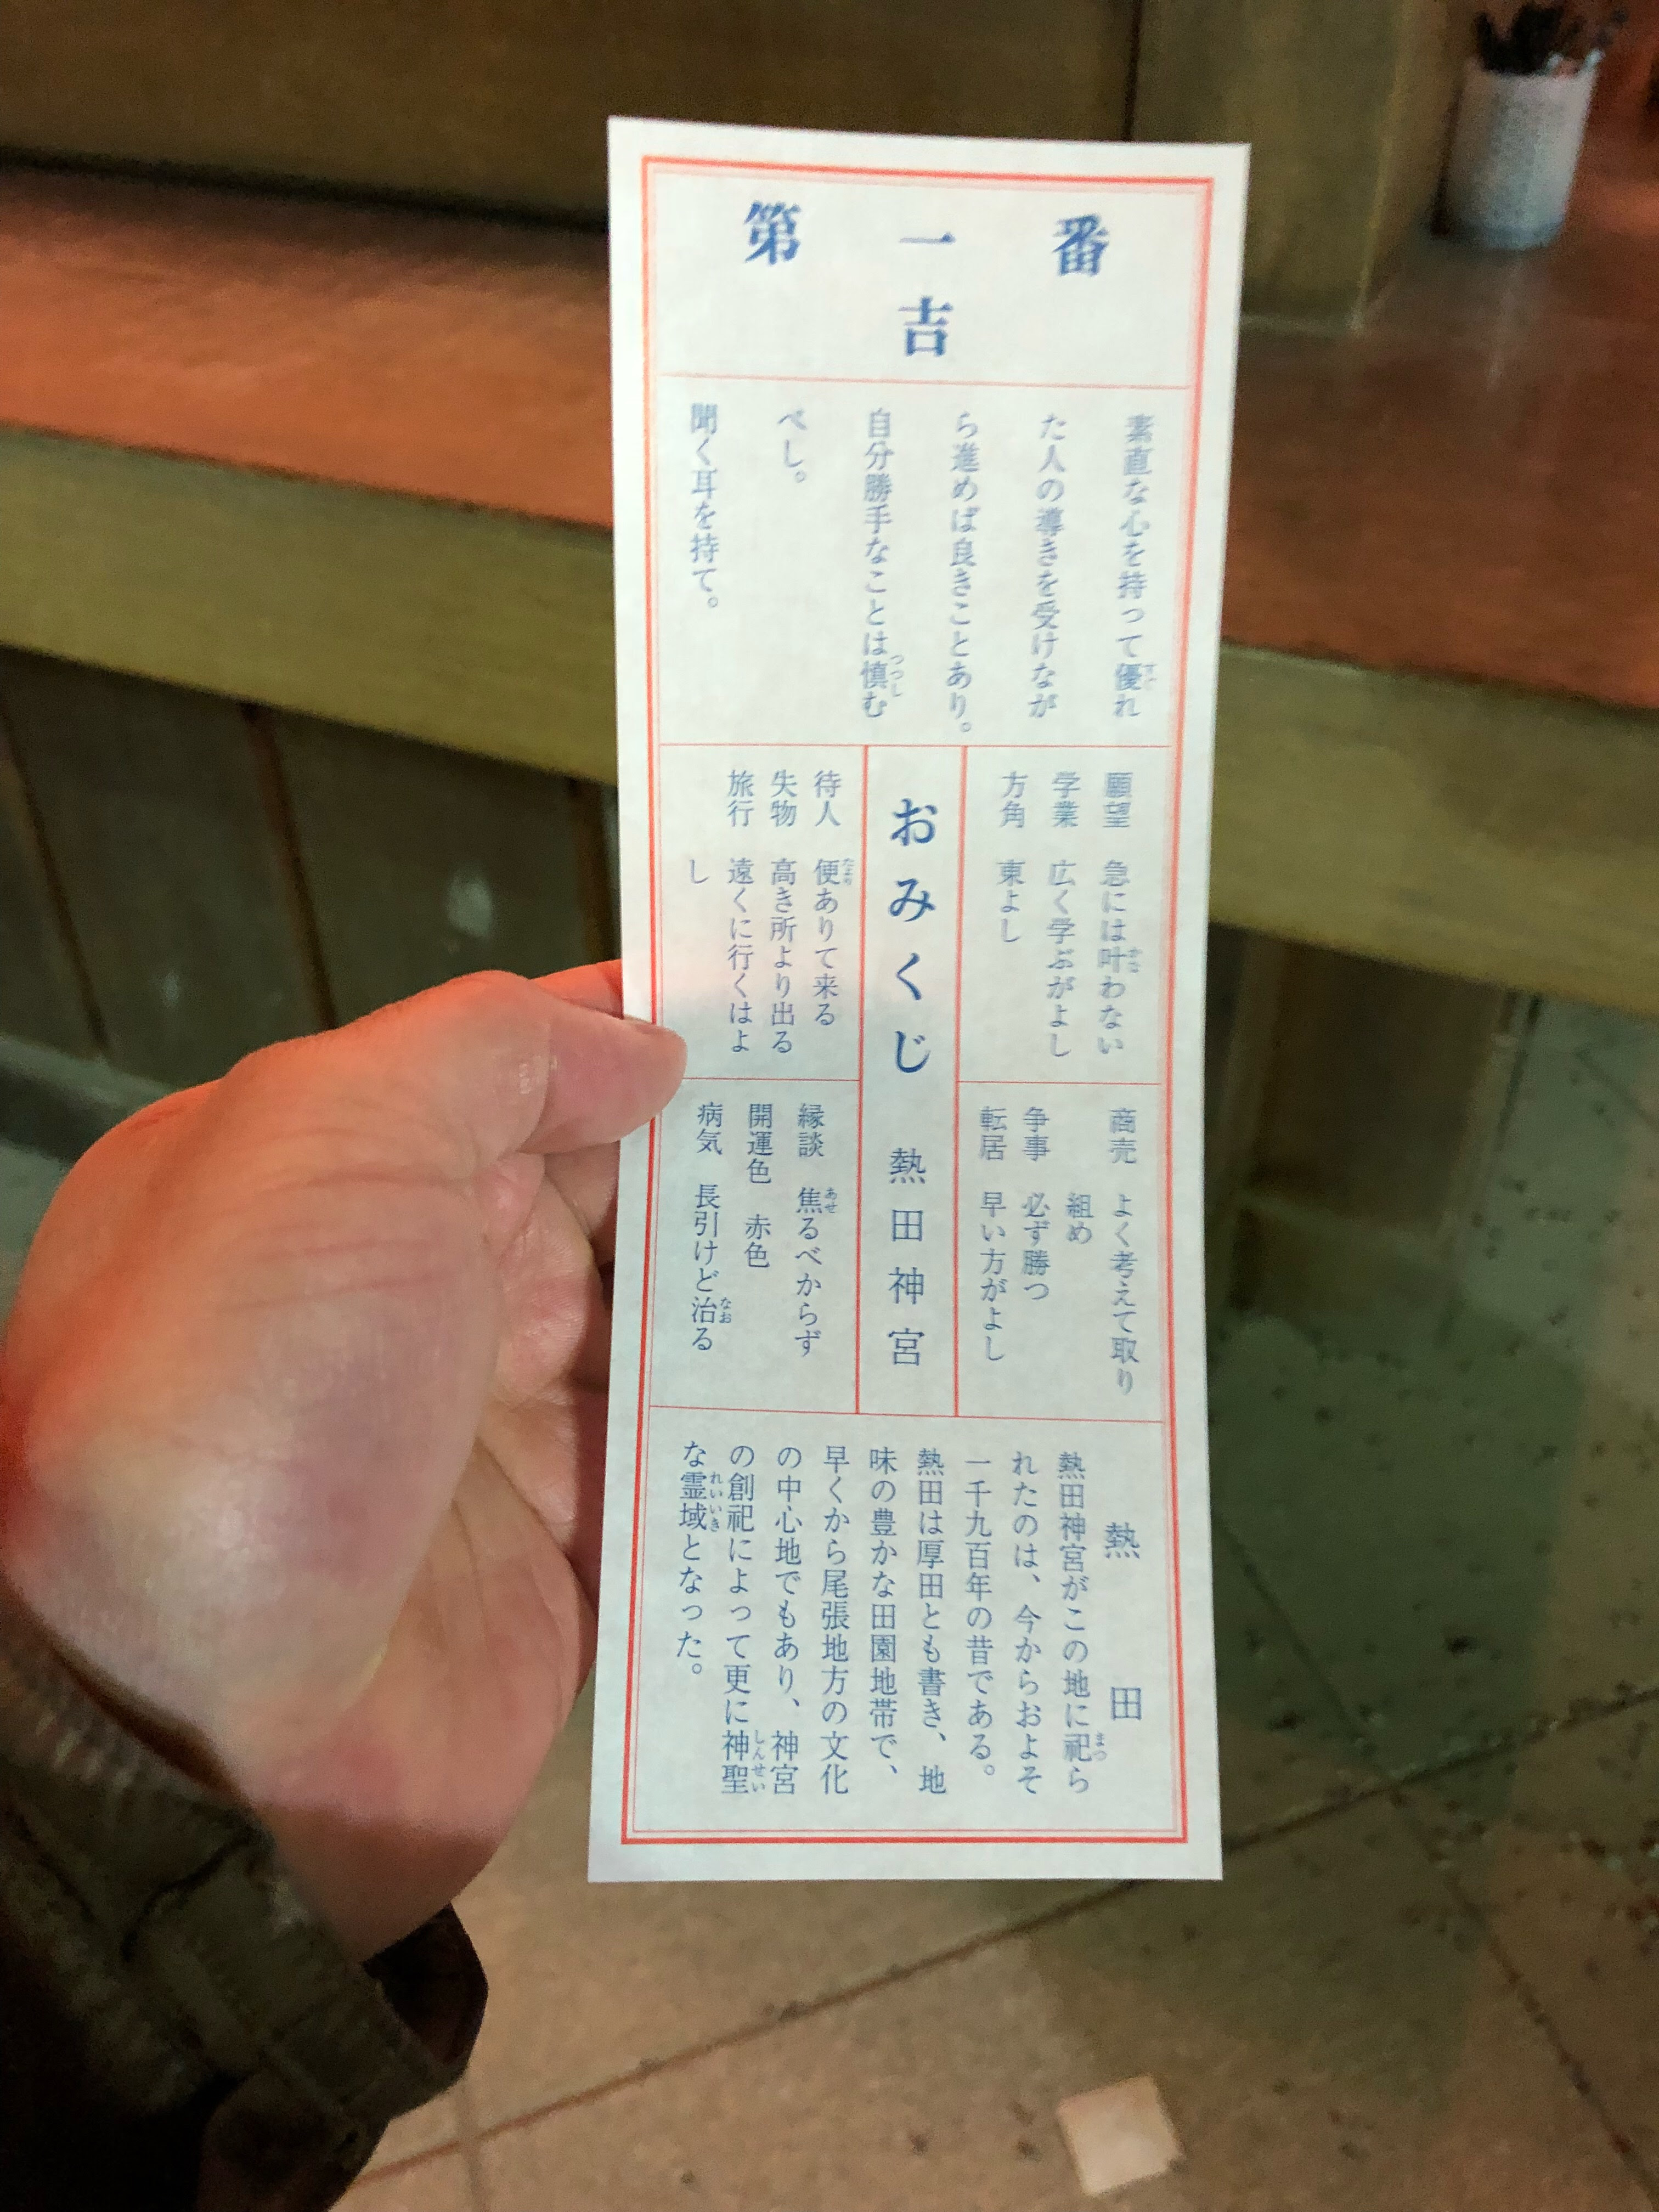 第一番
吉
素直な心を持って優れ
た人の導きを受けなが
ら進めば良きことあり。
自分勝手なことは慎む
べし。
聞く耳を持て。
願望 急には叶わない
学業 広く学ぶがよし
方角 東よし
商売 よく考えて取り
組め
争事 必ず勝つ
転居 早い方がよし
おみくじ 熱田神宮
待人 便ありて来る
失物 高き所より出る
旅行 遠くに行くはよ
し
縁談 焦るべからず
開運色 赤色
病気 長引けど治る
熱田
熱田神宮がこの地に祀ら
れたのは、今からおよそ
一千九百年の昔である。
熱田は厚田とも書き、地
味の豊かな田園地帯で、
早くから尾張地方の文化
の中心地でもあり、神宮
の創祀によって更に神聖
な霊域となった。